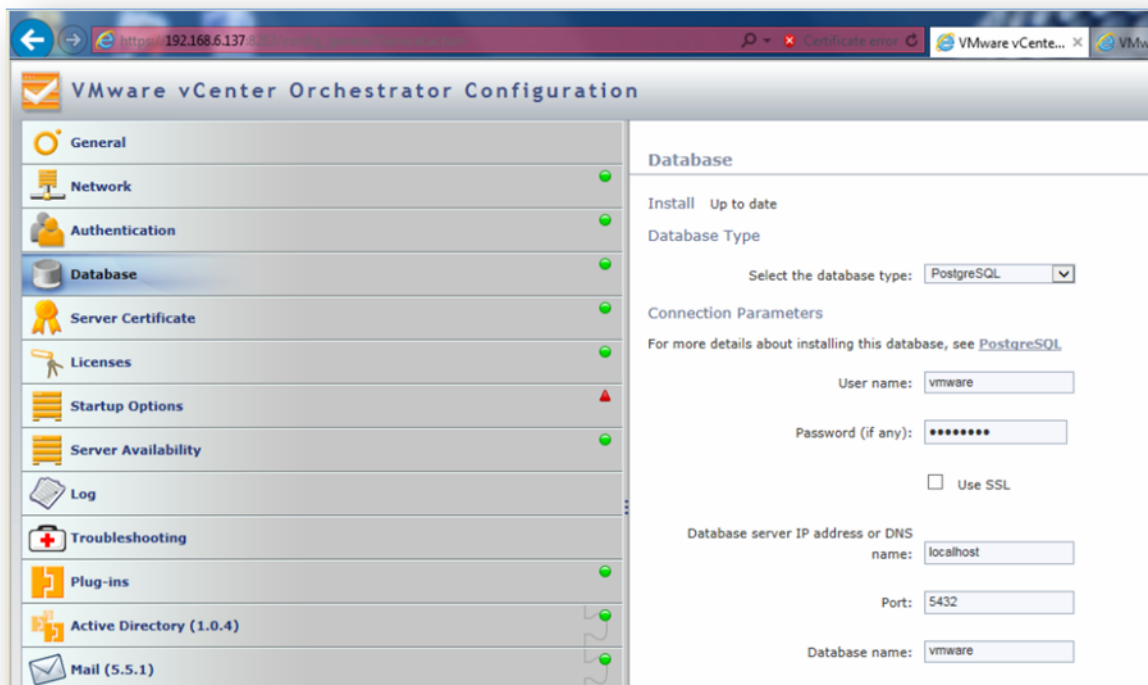 https://192.168.6.137:8283
Certificate error
VMware vCente...
VMw
VMware vCenter Orchestrator Configuration
General
Network
Authentication
Database
Server Certificate
Licenses
Startup Options
Server Availability
Log
Troubleshooting
Plug-ins
Active Directory (1.0.4)
Mail (5.5.1)
Database
Install Up to date
Database Type
Select the database type: PostgreSQL
Connection Parameters
For more details about installing this database, see PostgreSQL
User name: vmware
Password (if any): ••••••••
Use SSL
Database server IP address or DNS
name: localhost
Port: 5432
Database name: vmware